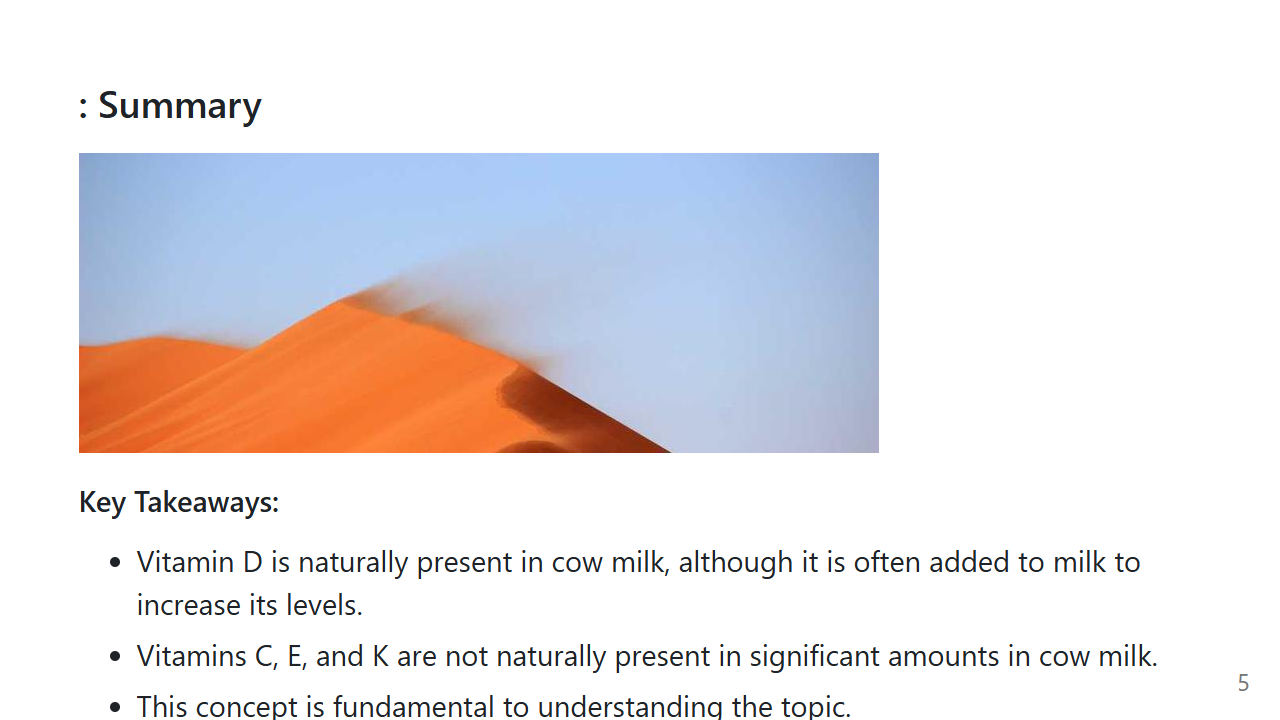 : Summary
Key Takeaways:
• Vitamin D is naturally present in cow milk, although it is often added to milk to
increase its levels.
• Vitamins C, E, and K are not naturally present in significant amounts in cow milk.
• This concept is fundamental to understanding the topic.
5